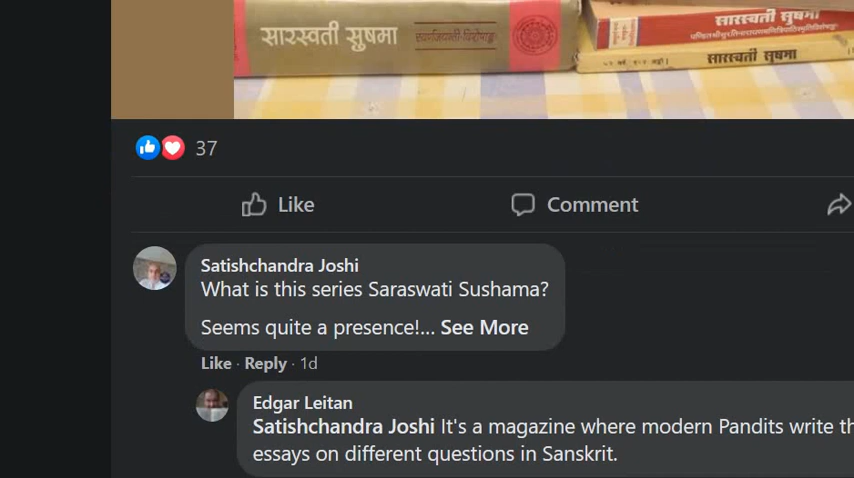 सारस्वती सुषमा
सारस्वती सुषमा
सारस्वती सुषमा
37
Like
Comment
Satishchandra Joshi
What is this series Saraswati Sushama?
Seems quite a presence!... See More
Like · Reply · 1d
Edgar Leitan
Satishchandra Joshi It's a magazine where modern Pandits write th
essays on different questions in Sanskrit.